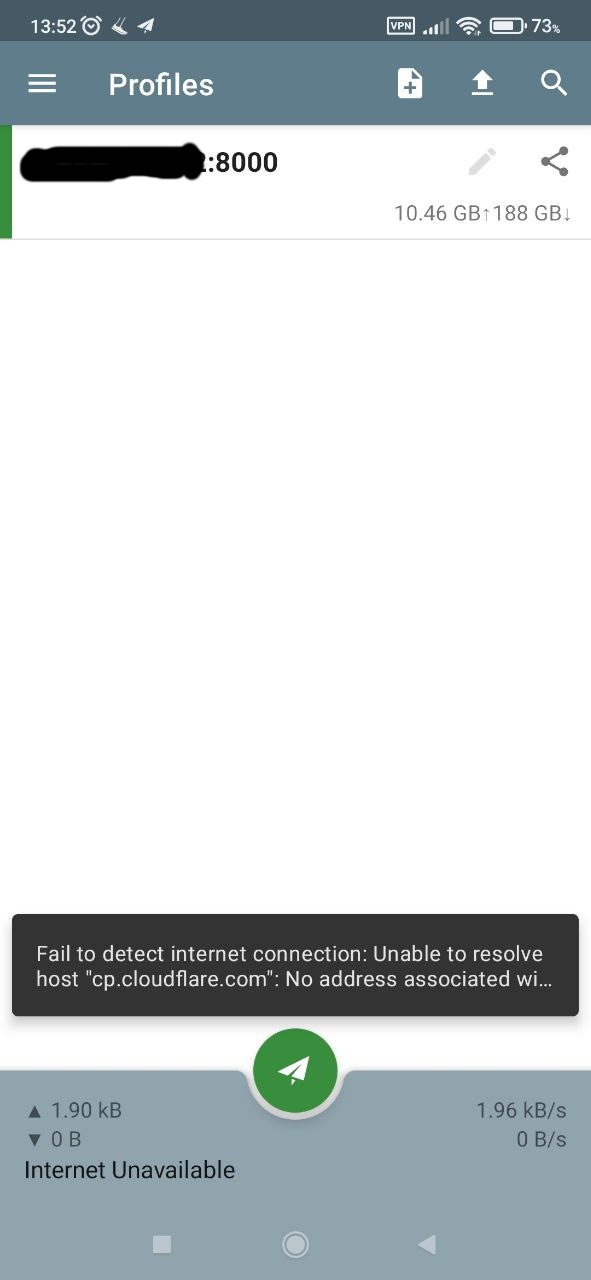 13:52 VPN 73%
Profiles
:8000
10.46 GB↑188 GB↓
Fail to detect internet connection: Unable to resolve
host "cp.cloudflare.com": No address associated wi...
▲ 1.90 kB 1.96 kB/s
▼ 0 B 0 B/s
Internet Unavailable